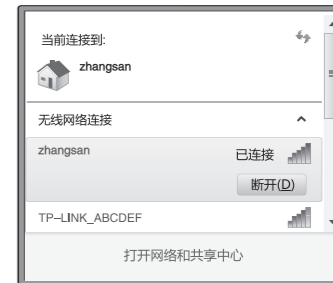 当前连接到:
zhangsan
无线网络连接
zhangsan 已连接
断开(D)
TP–LINK_ABCDEF
打开网络和共享中心